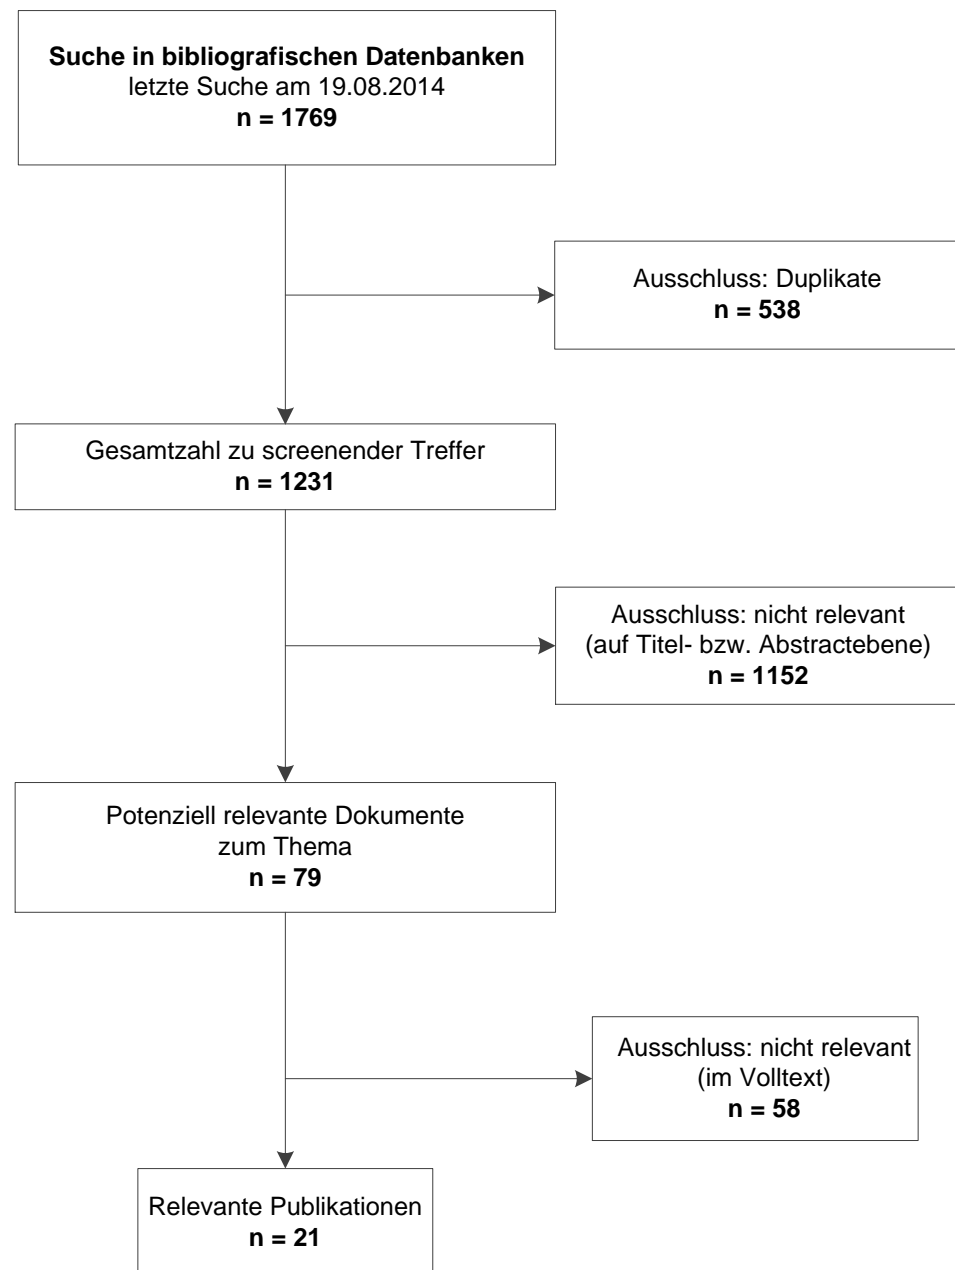 Suche in bibliografischen Datenbanken
letzte Suche am 19.08.2014
n = 1769
Ausschluss: Duplikate
n = 538
Gesamtzahl zu screenender Treffer
n = 1231
Ausschluss: nicht relevant
(auf Titel- bzw. Abstractebene)
n = 1152
Potenziell relevante Dokumente
zum Thema
n = 79
Ausschluss: nicht relevant
(im Volltext)
n = 58
Relevante Publikationen
n = 21